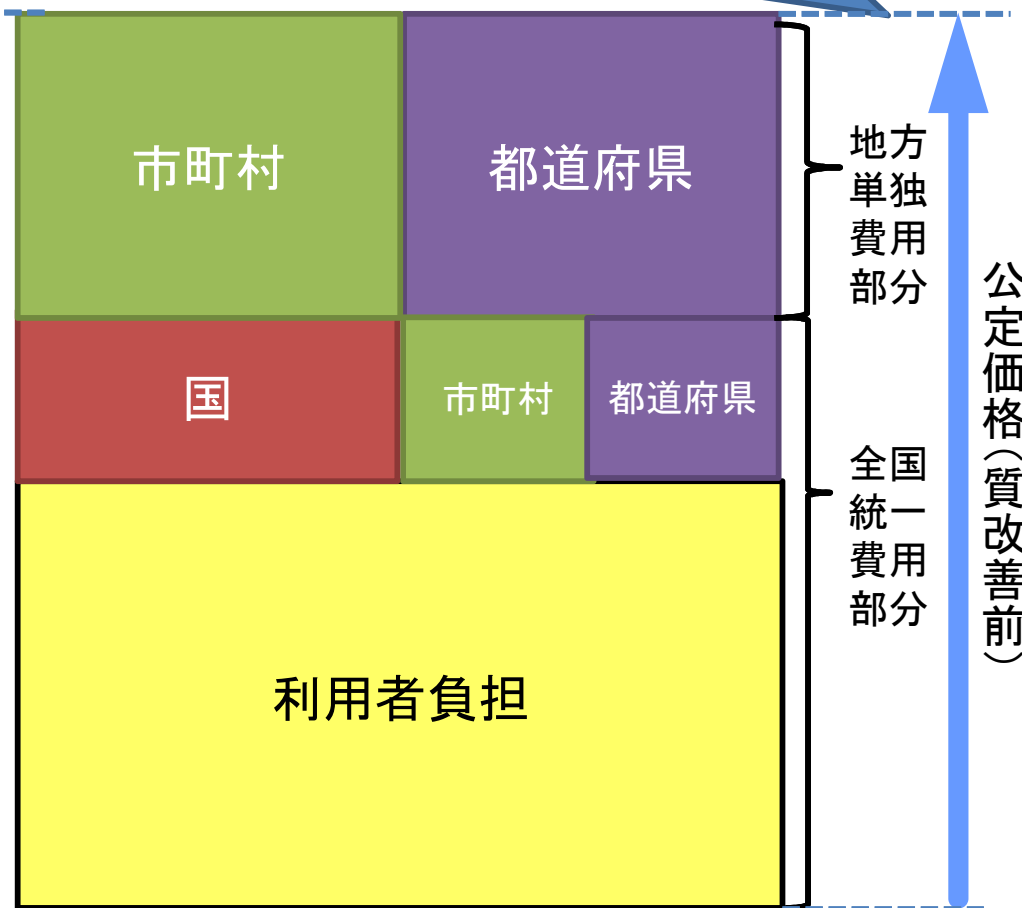 市町村
都道府県
地方
単独
費用
部分
国
市町村
都道府県
全国
統一
費用
部分
利用者負担
公定価格(質改善前)